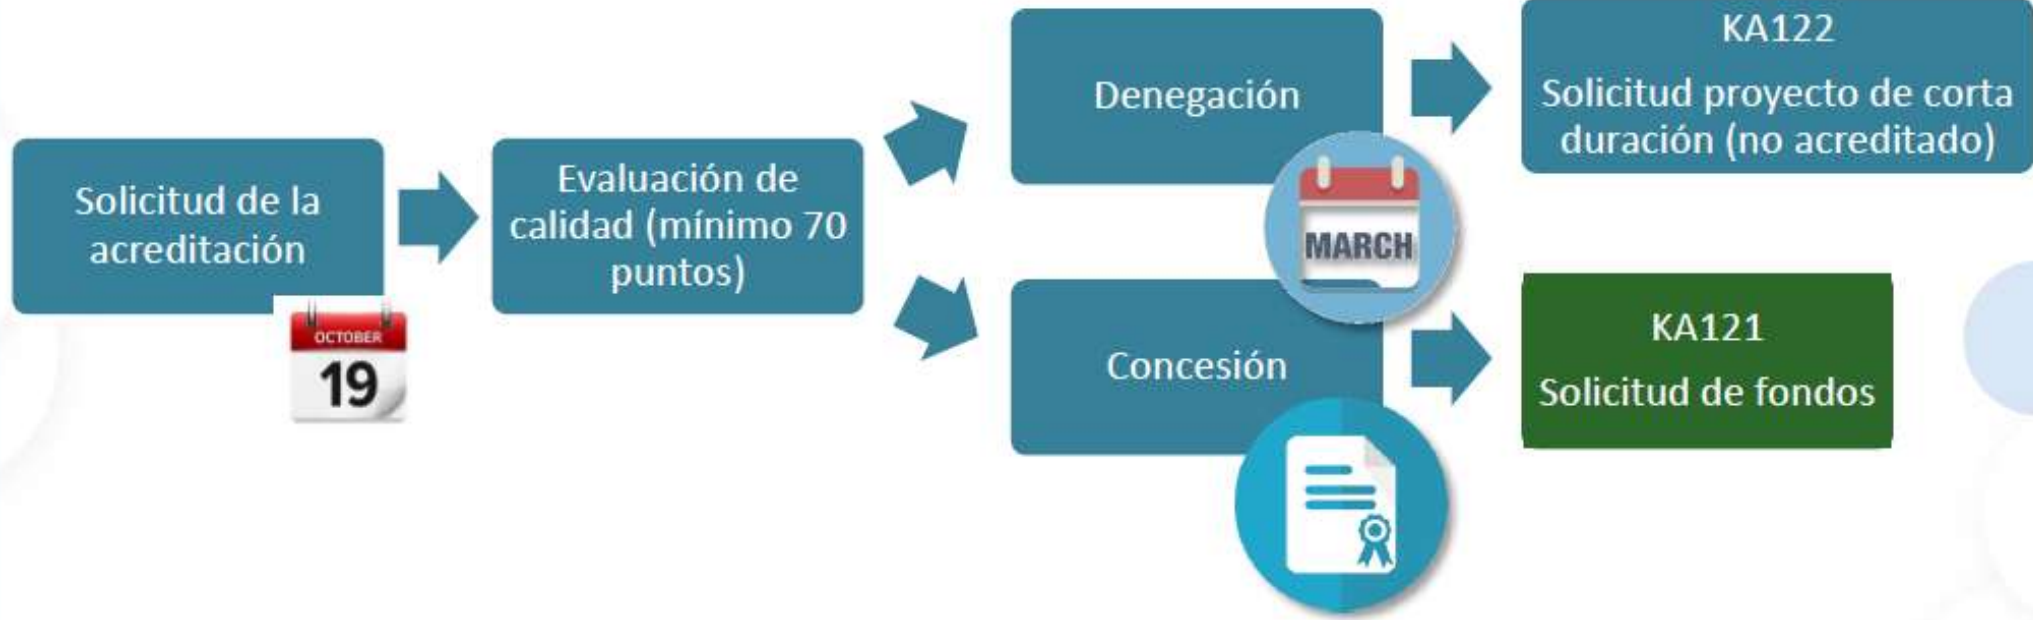 Solicitud de la
acreditación
OCTOBER
19
Evaluación de
calidad (mínimo 70
puntos)
Denegación
MARCH
KA122
Solicitud proyecto de corta
duración (no acreditado)
Concesión
KA121
Solicitud de fondos